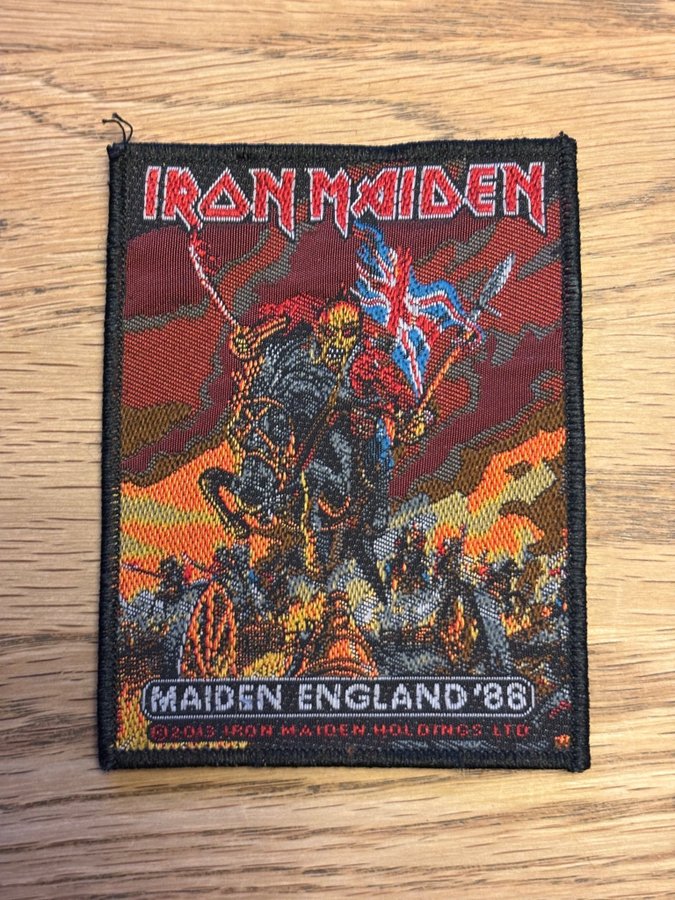 IRON MAIDEN
MAIDEN ENGLAND '88
©2013 IRON MAIDEN HOLDINGS LTD